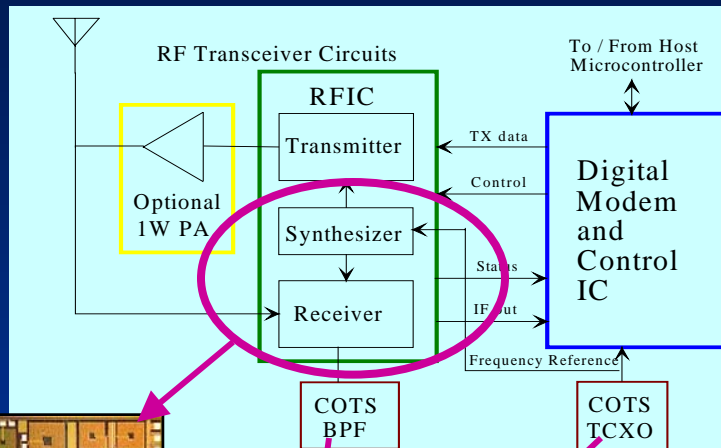 RF Transceiver Circuits
To / From Host
Microcontroller
RFIC
Transmitter
TX data
Control
Optional
1W PA
Synthesizer
Digital
Modem
and
Control
IC
Status
Receiver
IF out
Frequency Reference
COTS
BPF
COTS
TCXO